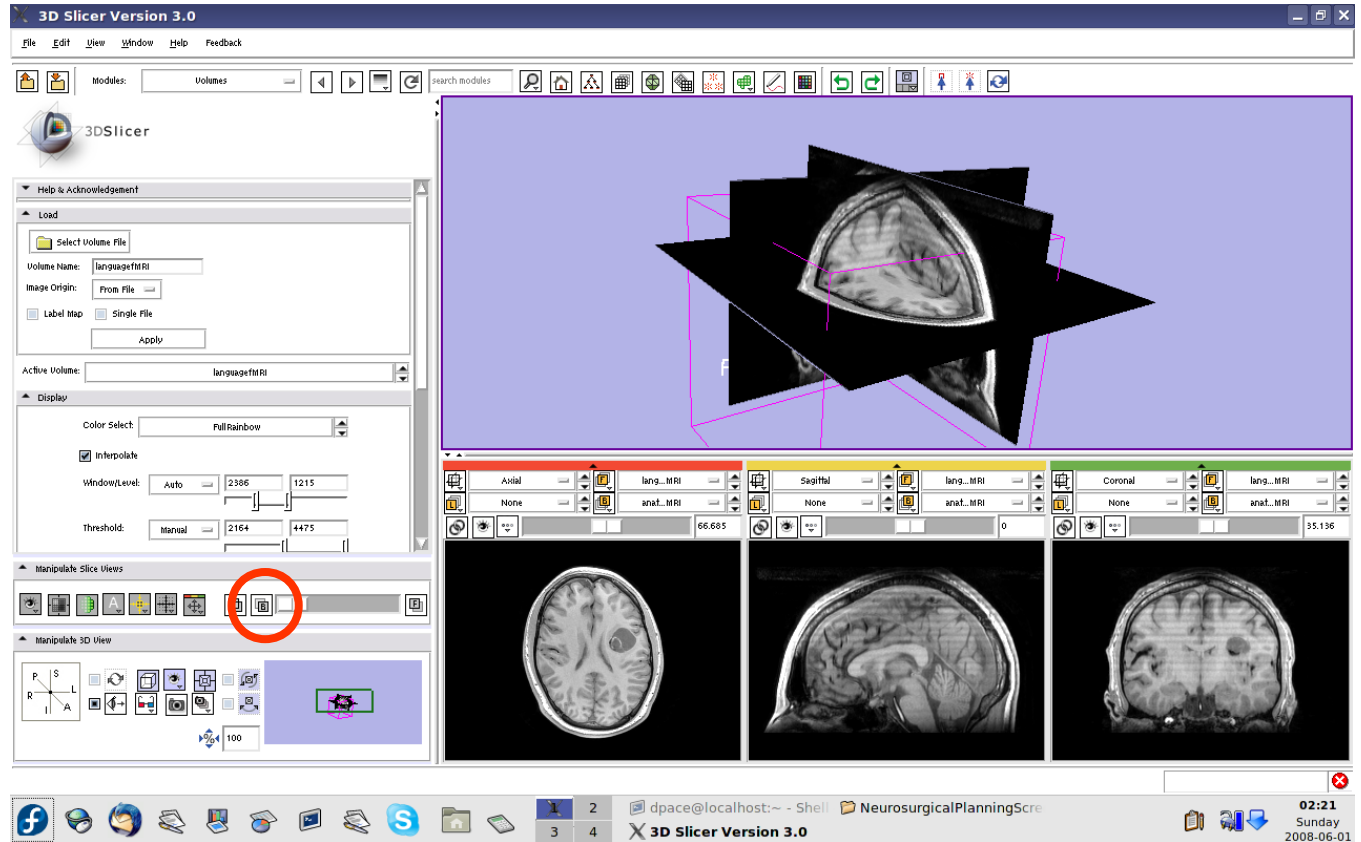 3D Slicer Version 3.0
File Edit View Window Help Feedback
Modules: Volumes search modules
3DSlicer
Help & Acknowledgement
Load
Select Volume File
Volume Name: languagefMRI
Image Origin: From File
Label Map Single File
Apply
Active Volume: languagefMRI
Display
Color Select: FullRainbow
Interpolate
Window/Level: Auto 2386 1215
Threshold: Manual 2164 4475
Manipulate Slice Views
Manipulate 3D View
P S
R L
I A
100
Axial lang...MRI
None anat...MRI
66.685
Sagittal lang...MRI
None anat...MRI
0
Coronal lang...MRI
None anat...MRI
35.136
1 2 dpace@localhost:~ - Shell NeurosurgicalPlanningScre
3 4 3D Slicer Version 3.0
02:21
Sunday
2008-06-01